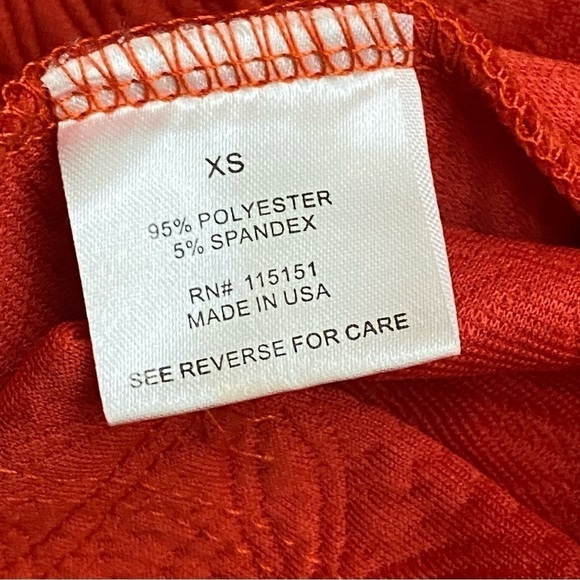 XS
95% POLYESTER
5% SPANDEX
RN# 115151
MADE IN USA
SEE REVERSE FOR CARE